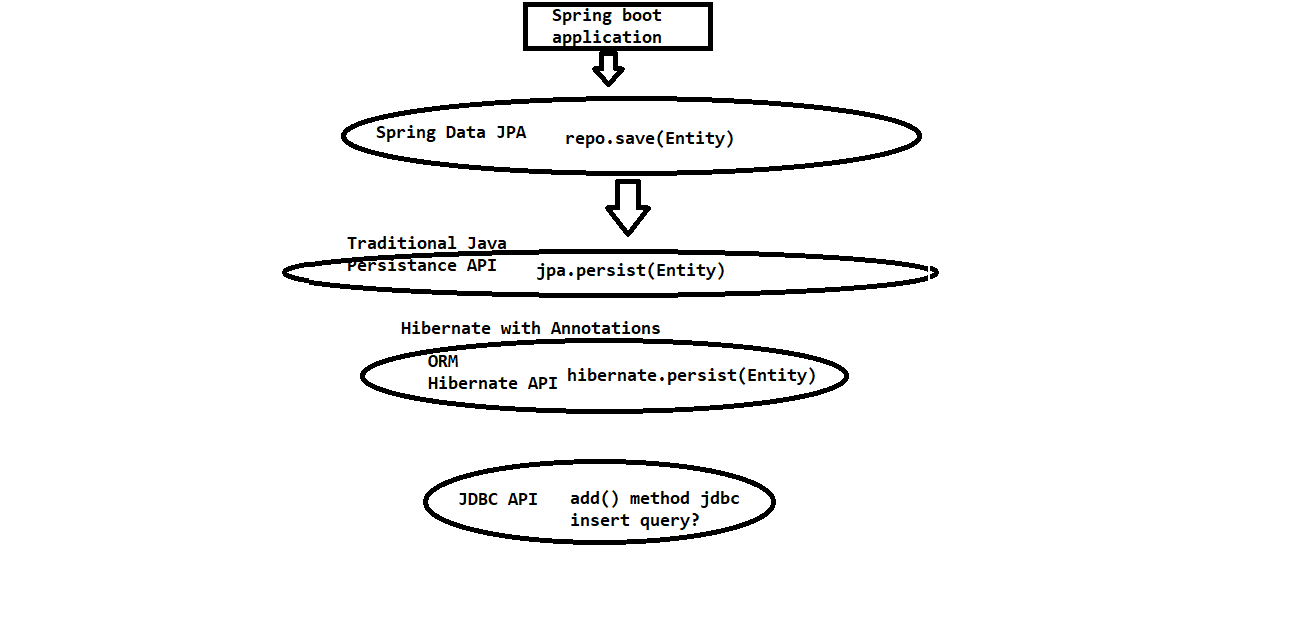 Spring boot
application
Spring Data JPA
repo.save(Entity)
Traditional Java
Persistance API
jpa.persist(Entity)
Hibernate with Annotations
ORM
Hibernate API
hibernate.persist(Entity)
JDBC API
add() method jdbc
insert query?